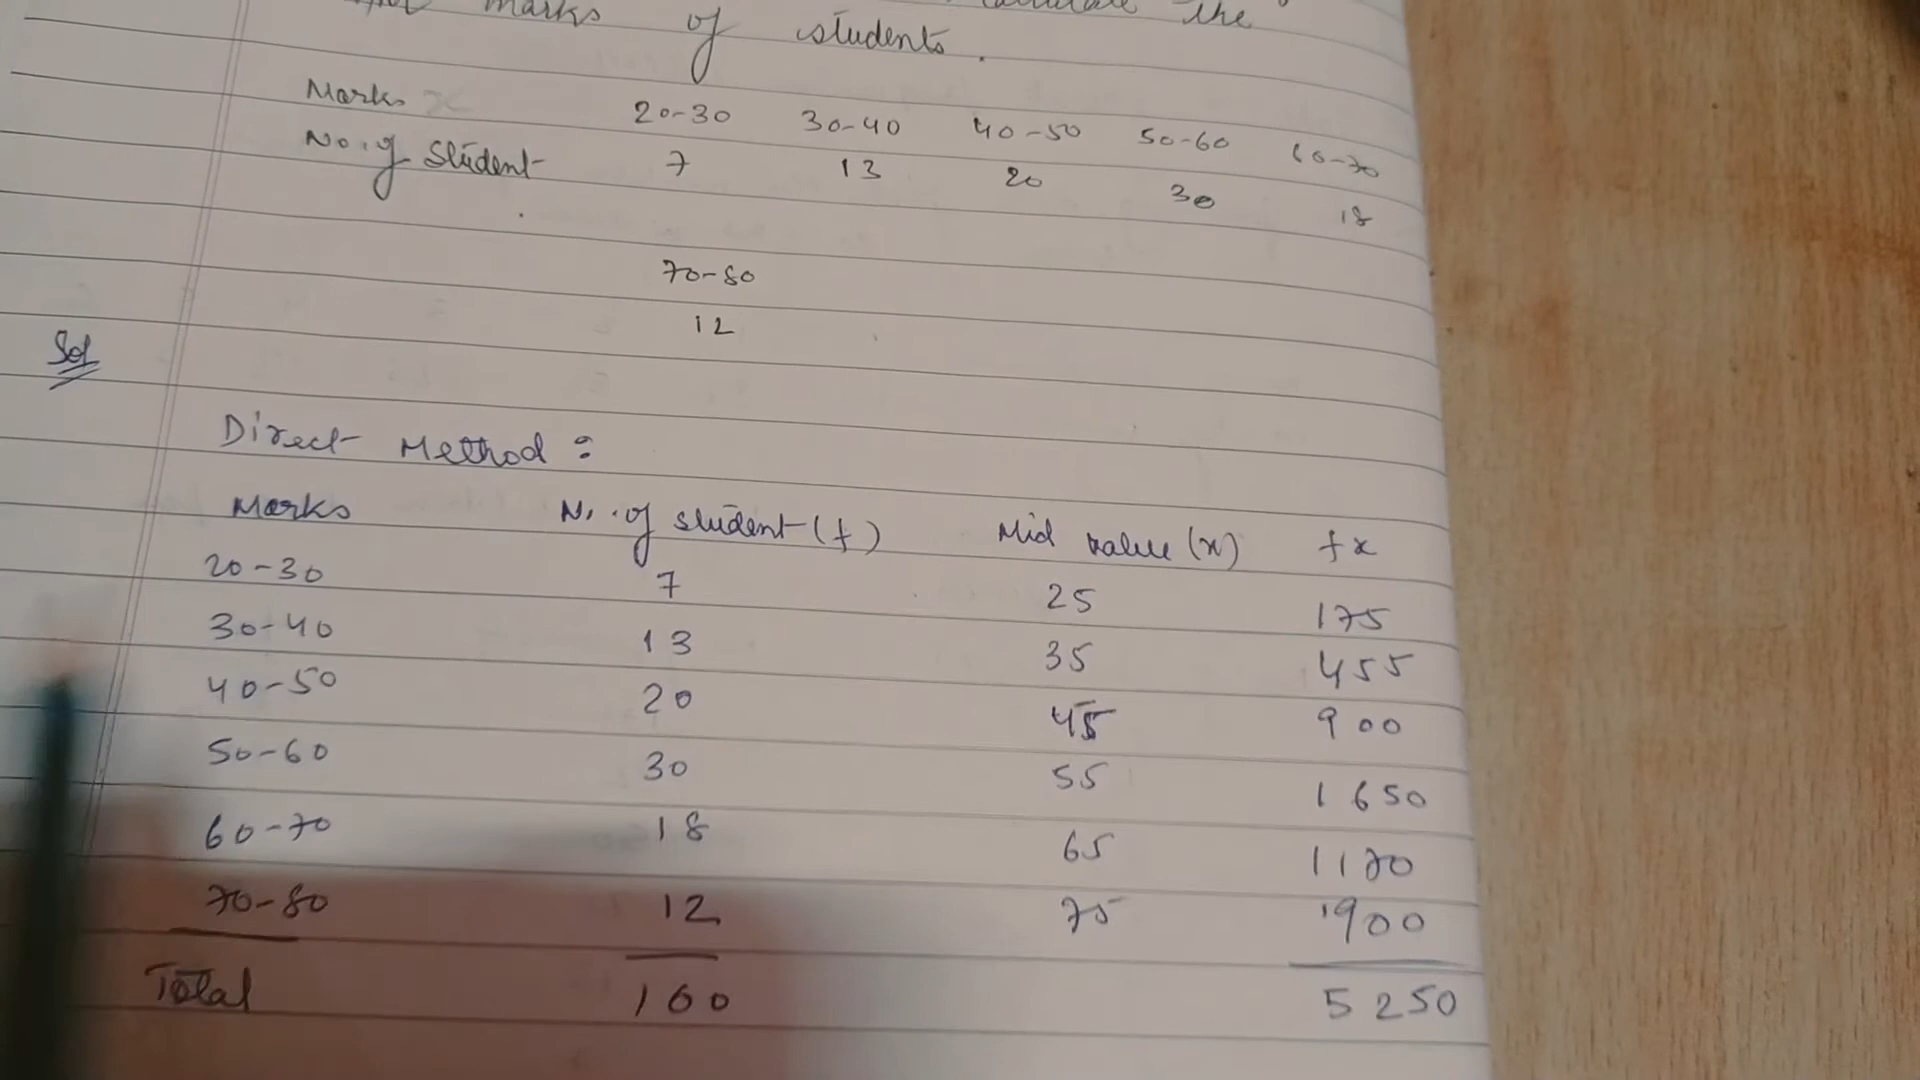 marks of students. calculate the
Marks x 20-30 30-40 40-50 50-60 60-70
No. of Student 7 13 20 30 18
70-80
12
Sol
Direct Method :
Marks No. of student (f) Mid value (x) fx
20-30 7 25 175
30-40 13 35 455
40-50 20 45 900
50-60 30 55 1650
60-70 18 65 1170
70-80 12 75 900
Total 100 5250